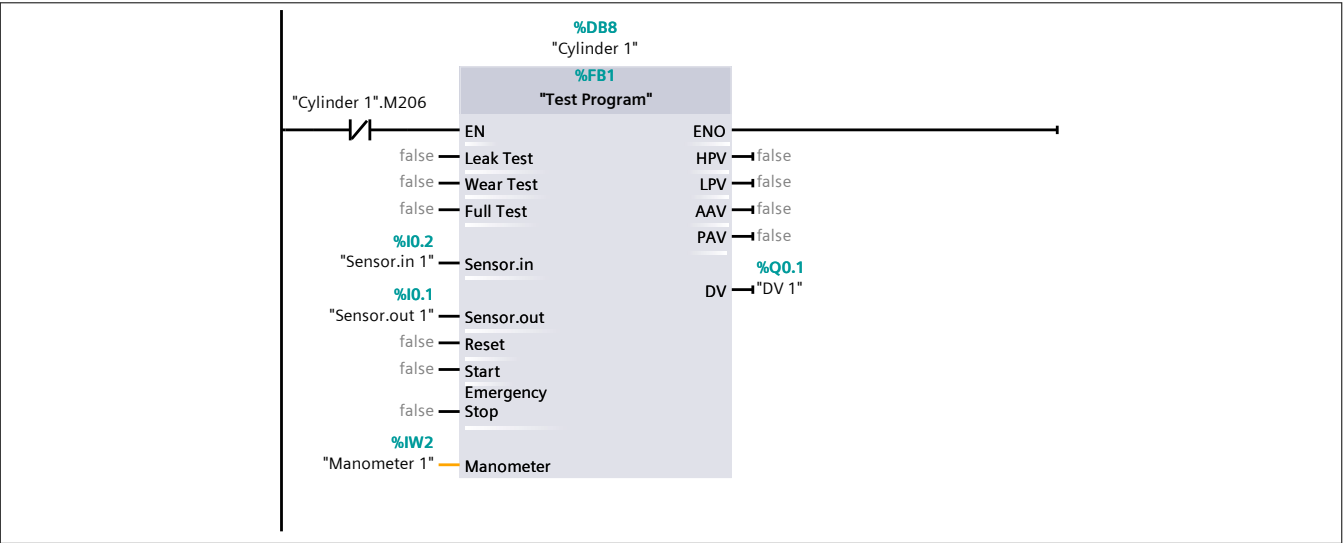 %DB8
"Cylinder 1"
%FB1
"Test Program"
"Cylinder 1".M206
EN ENO
false Leak Test HPV false
false Wear Test LPV false
false Full Test AAV false
PAV false
%I0.2
"Sensor.in 1" Sensor.in
%Q0.1
DV "DV 1"
%I0.1
"Sensor.out 1" Sensor.out
false Reset
false Start
Emergency
false Stop
%IW2
"Manometer 1" Manometer